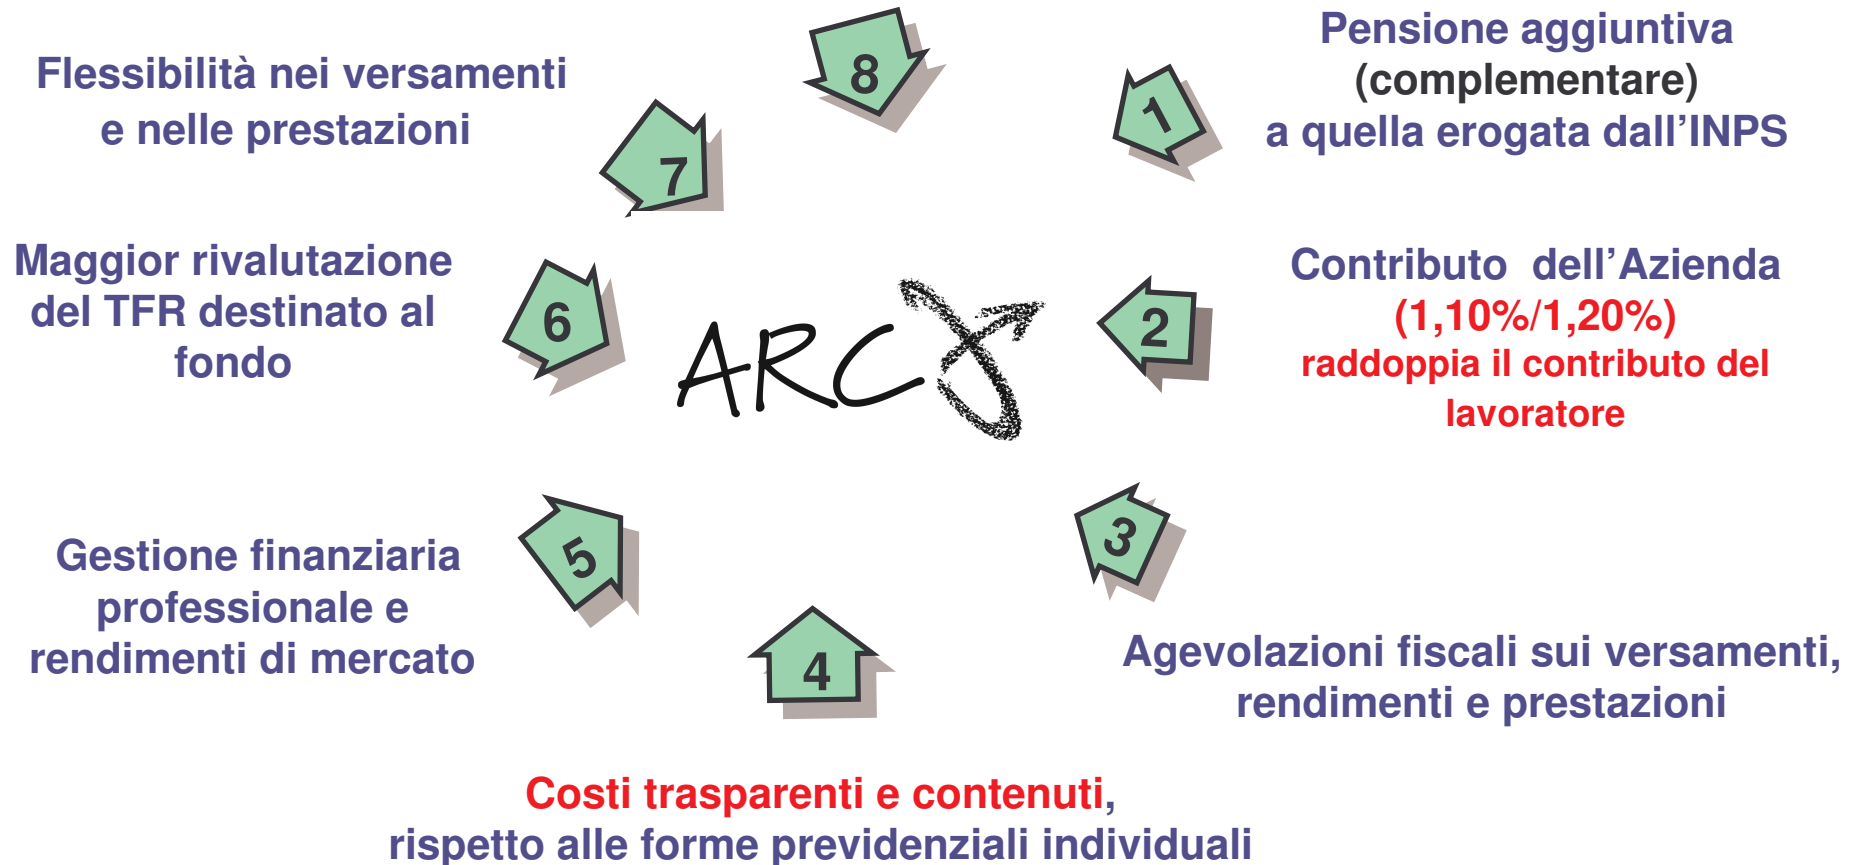 8
1
Pensione aggiuntiva
(complementare)
a quella erogata dall'INPS
2
Contributo dell'Azienda
(1,10%/1,20%)
raddoppia il contributo del
lavoratore
3
Agevolazioni fiscali sui versamenti,
rendimenti e prestazioni
4
Costi trasparenti e contenuti,
rispetto alle forme previdenziali individuali
5
Gestione finanziaria
professionale e
rendimenti di mercato
6
Maggior rivalutazione
del TFR destinato al
fondo
7
Flessibilità nei versamenti
e nelle prestazioni
ARCO